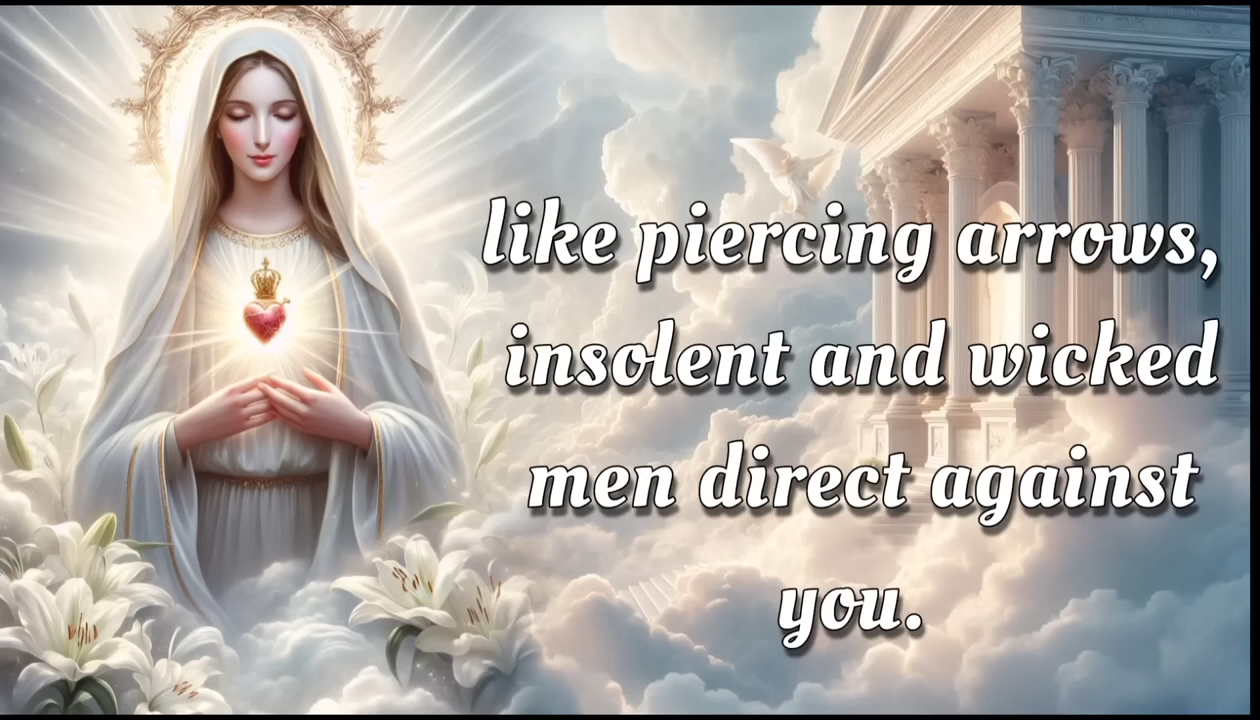 like piercing arrows,
insolent and wicked
men direct against
you.